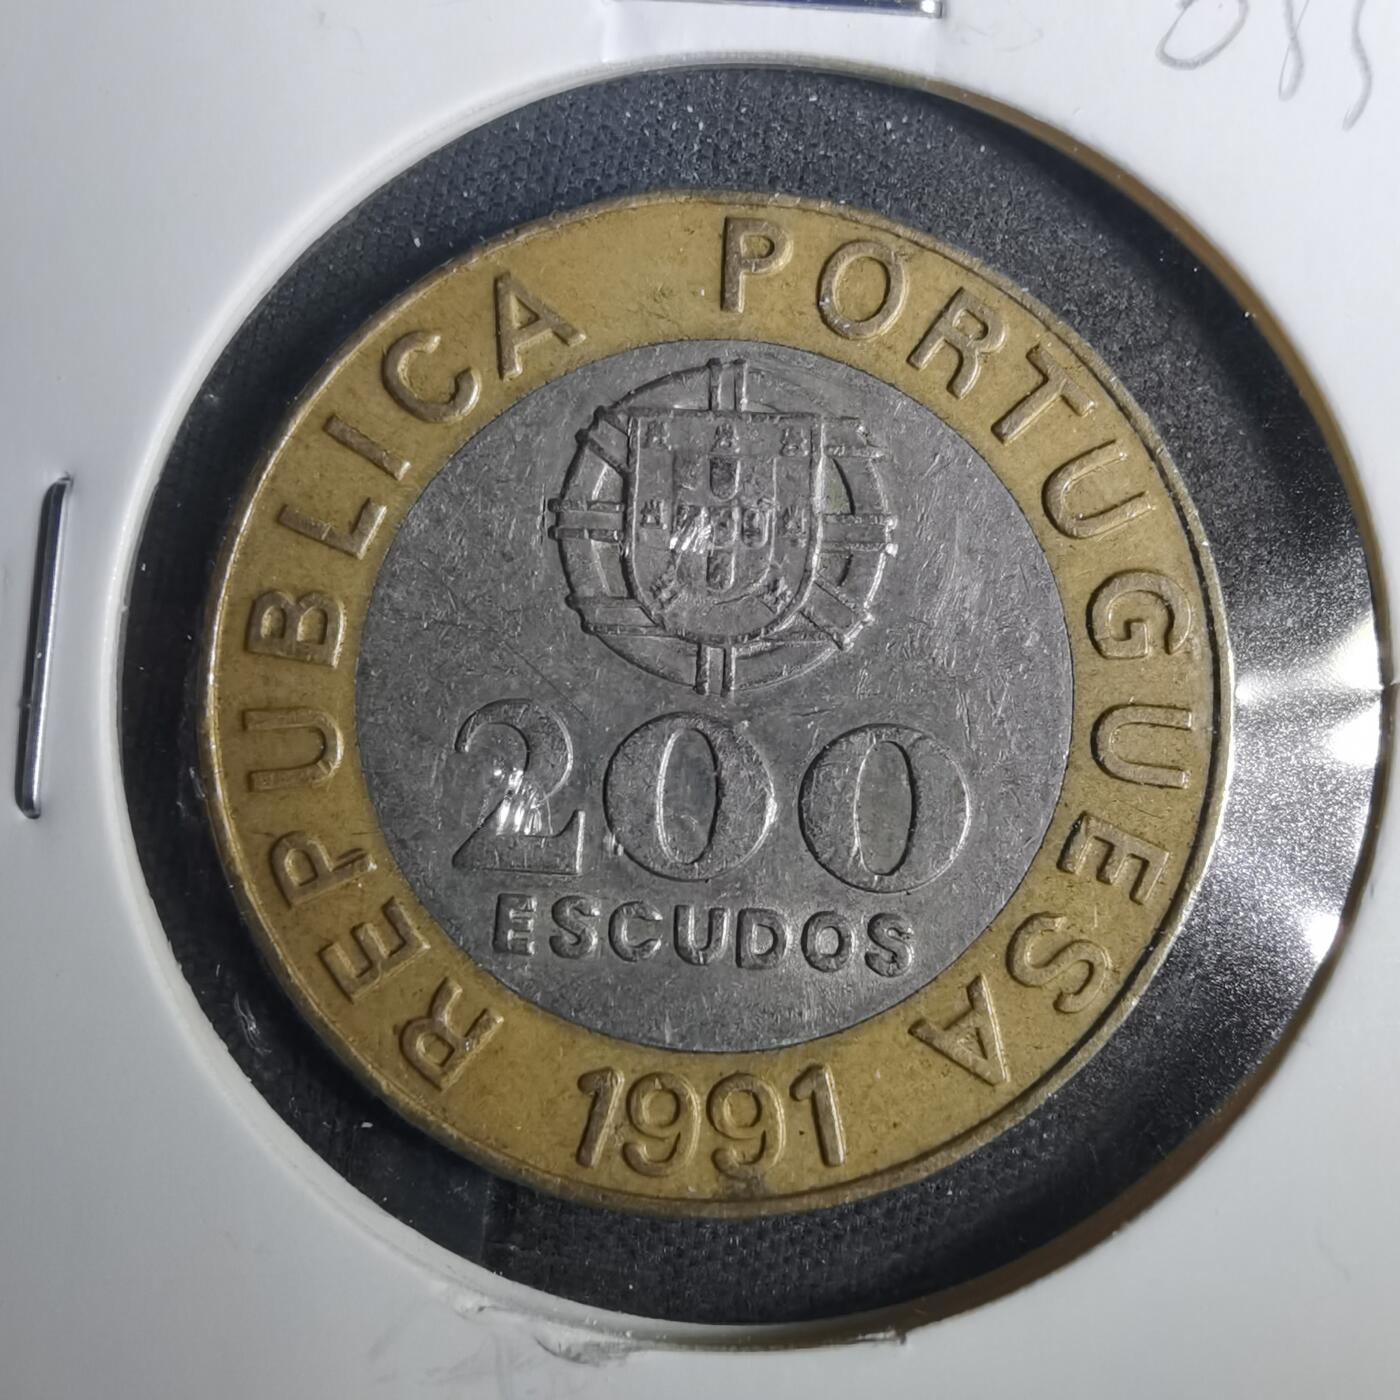 REPUBLICA PORTUGUESA
200
ESCUDOS
1991